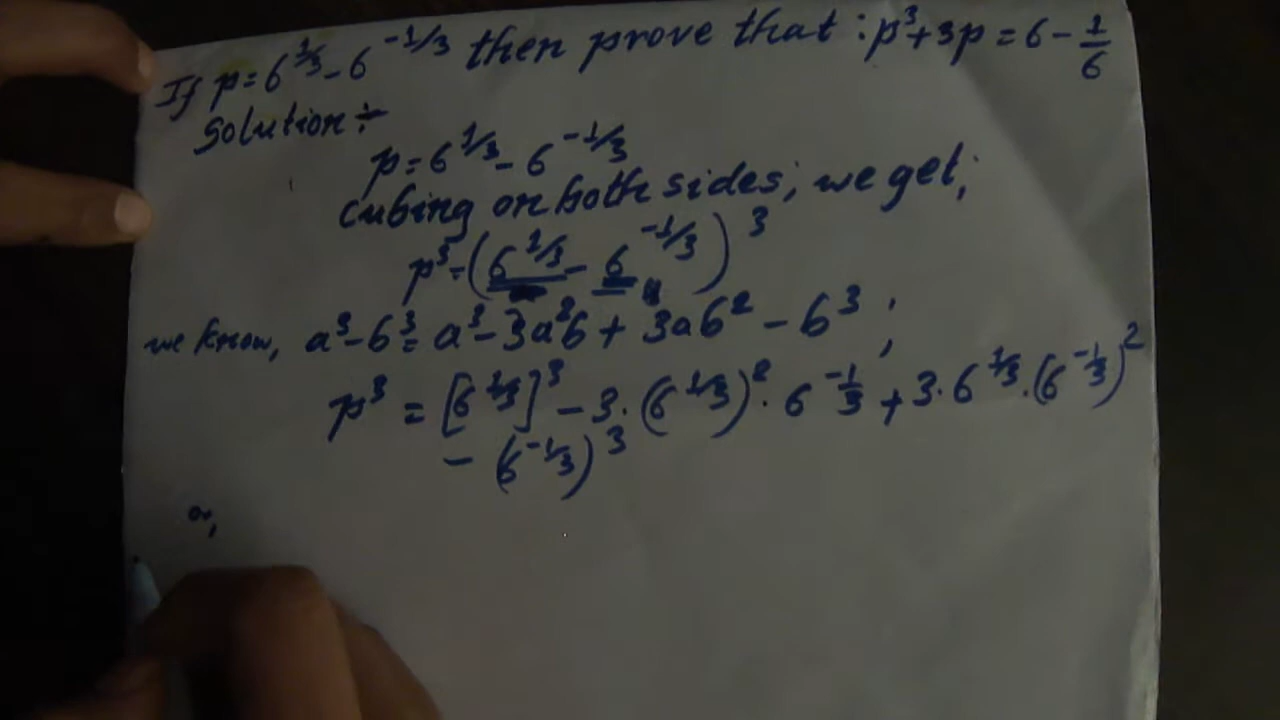 If p=6^1/3-6^-1/3 then prove that: p³+3p=6-1/6
Solution:-
p=6^1/3-6^-1/3
Cubing on both sides, we get,
p³=(6^1/3-6^-1/3)^3
we know, a³-b³=a³-3a²b+3ab²-b³;
p³=[6^1/3]³-3.(6^1/3)².6^-1/3+3.6^1/3.(6^-1/3)²
-(6^-1/3)³
or,